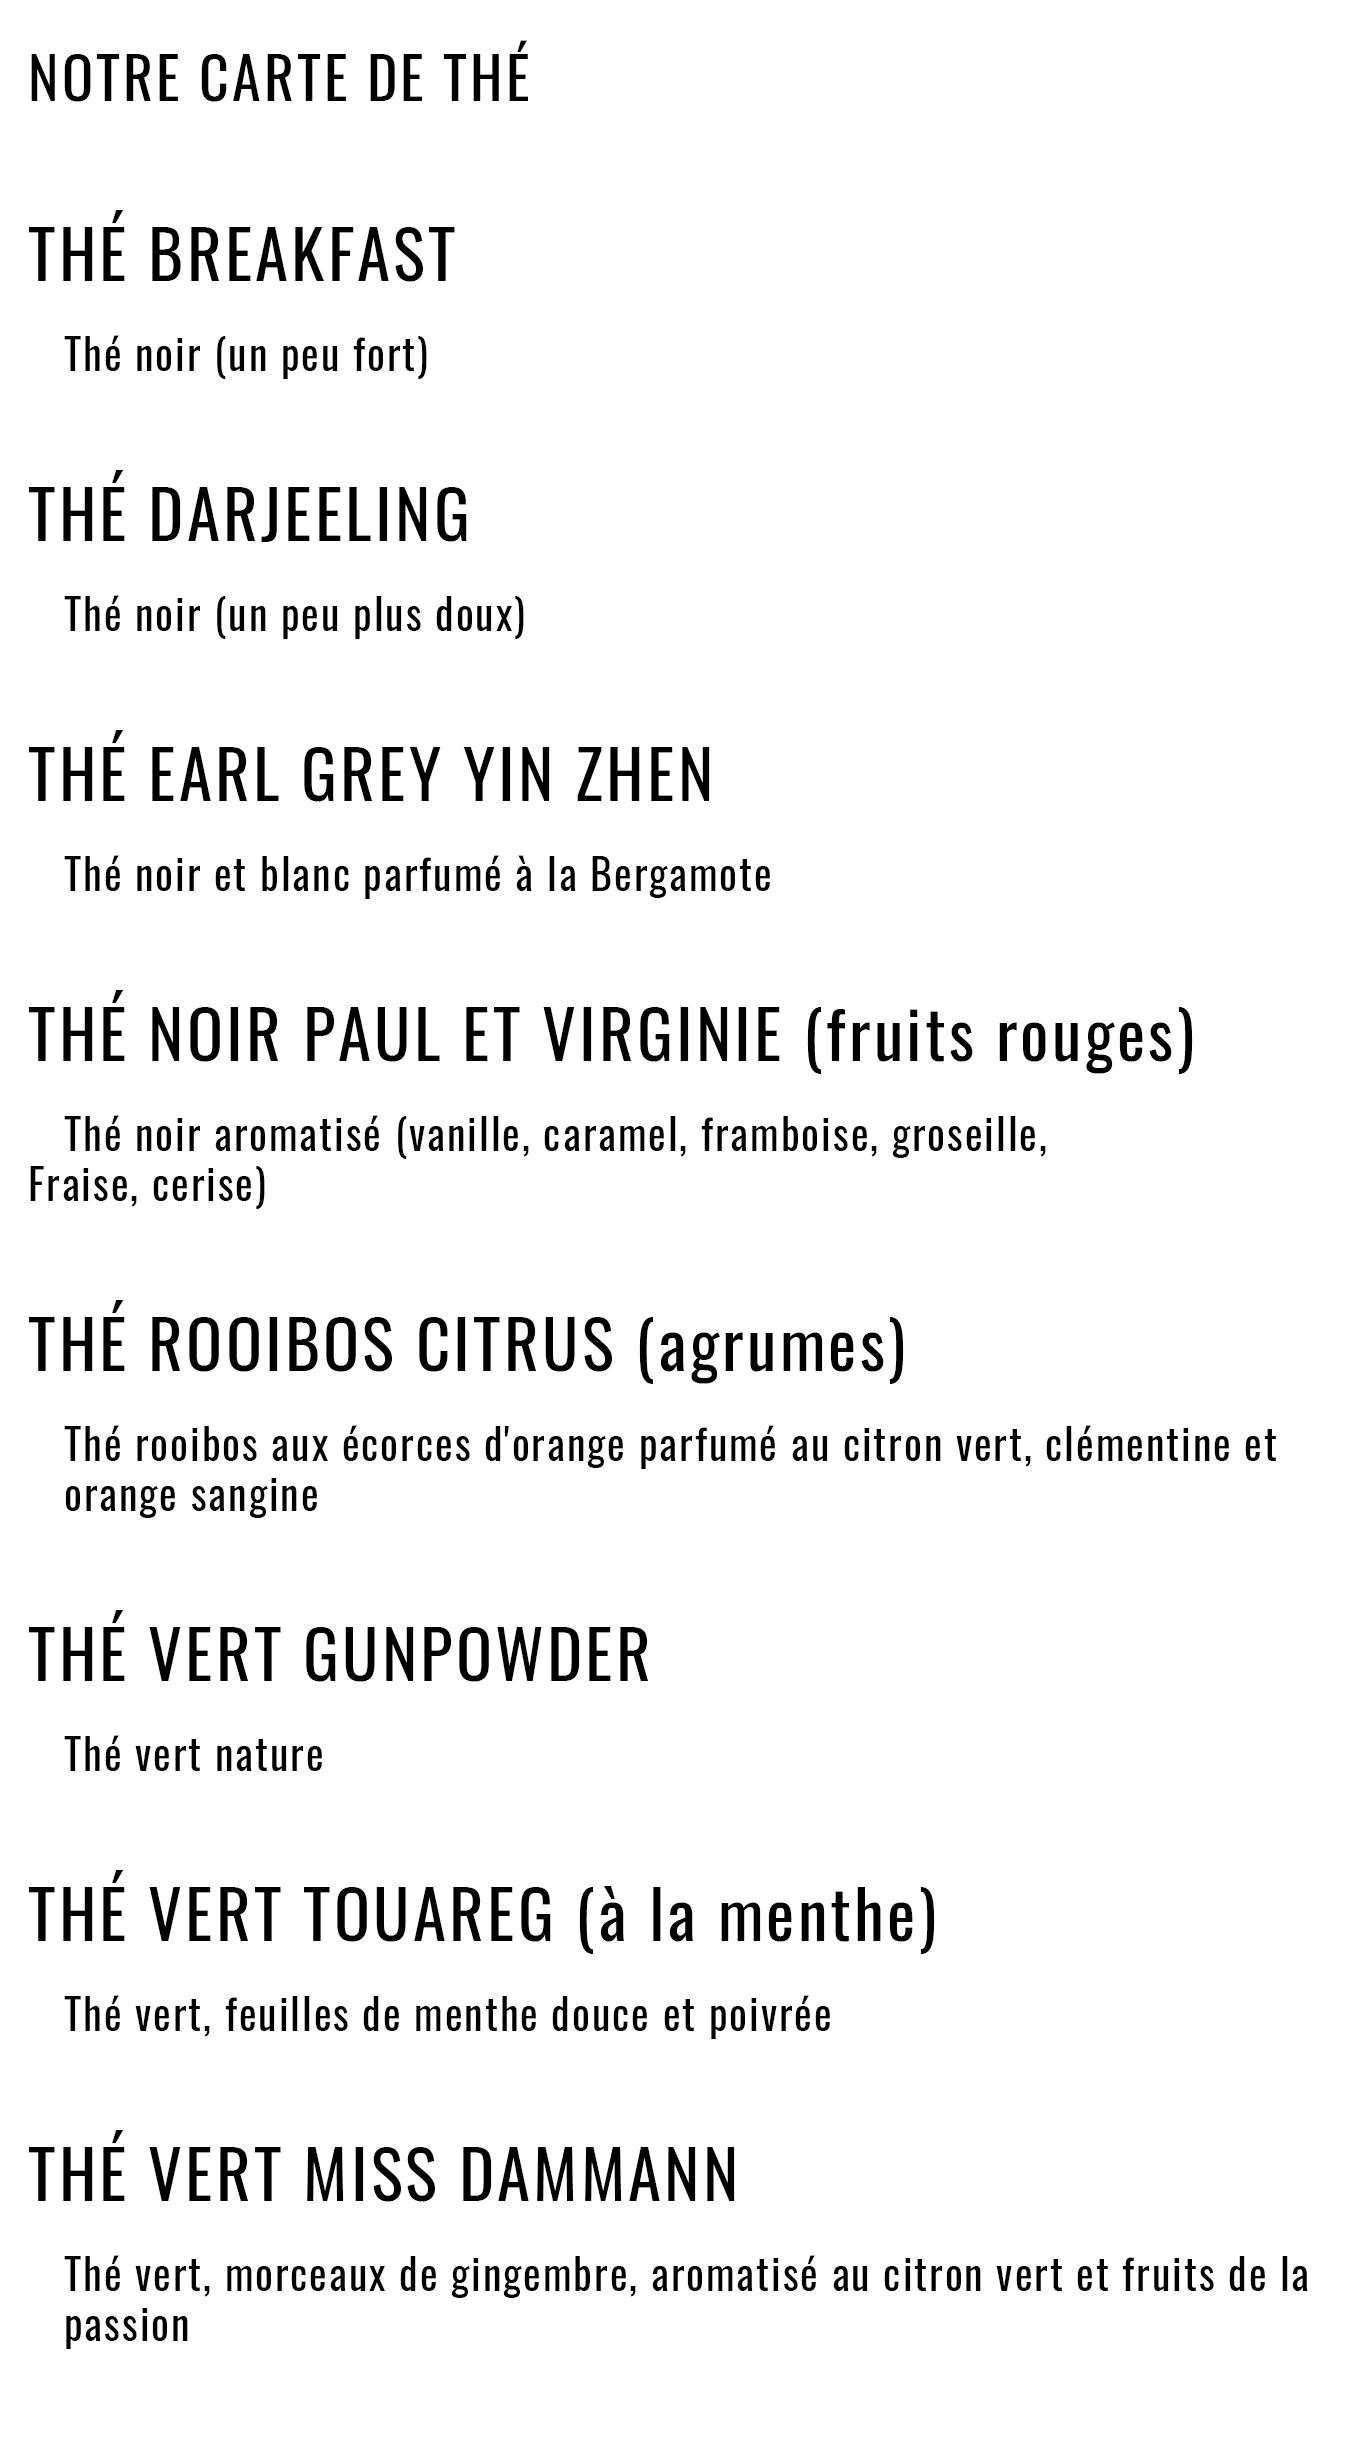 NOTRE CARTE DE THÉ
THÉ BREAKFAST
Thé noir (un peu fort)
THÉ DARJEELING
Thé noir (un peu plus doux)
THÉ EARL GREY YIN ZHEN
Thé noir et blanc parfumé à la Bergamote
THÉ NOIR PAUL ET VIRGINIE (fruits rouges)
Thé noir aromatisé (vanille, caramel, framboise, groseille,
Fraise, cerise)
THÉ ROOIBOS CITRUS (agrumes)
Thé rooibos aux écorces d'orange parfumé au citron vert, clémentine et
orange sangine
THÉ VERT GUNPOWDER
Thé vert nature
THÉ VERT TOUAREG (à la menthe)
Thé vert, feuilles de menthe douce et poivrée
THÉ VERT MISS DAMMANN
Thé vert, morceaux de gingembre, aromatisé au citron vert et fruits de la
passion